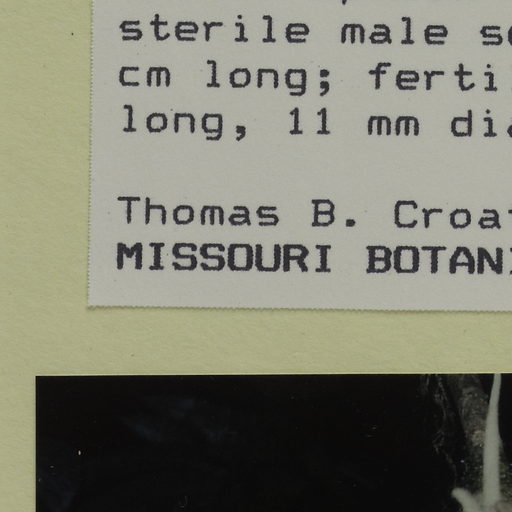 sterile male s
cm long; ferti
long, 11 mm di
Thomas B. Croa
MISSOURI BOTAN